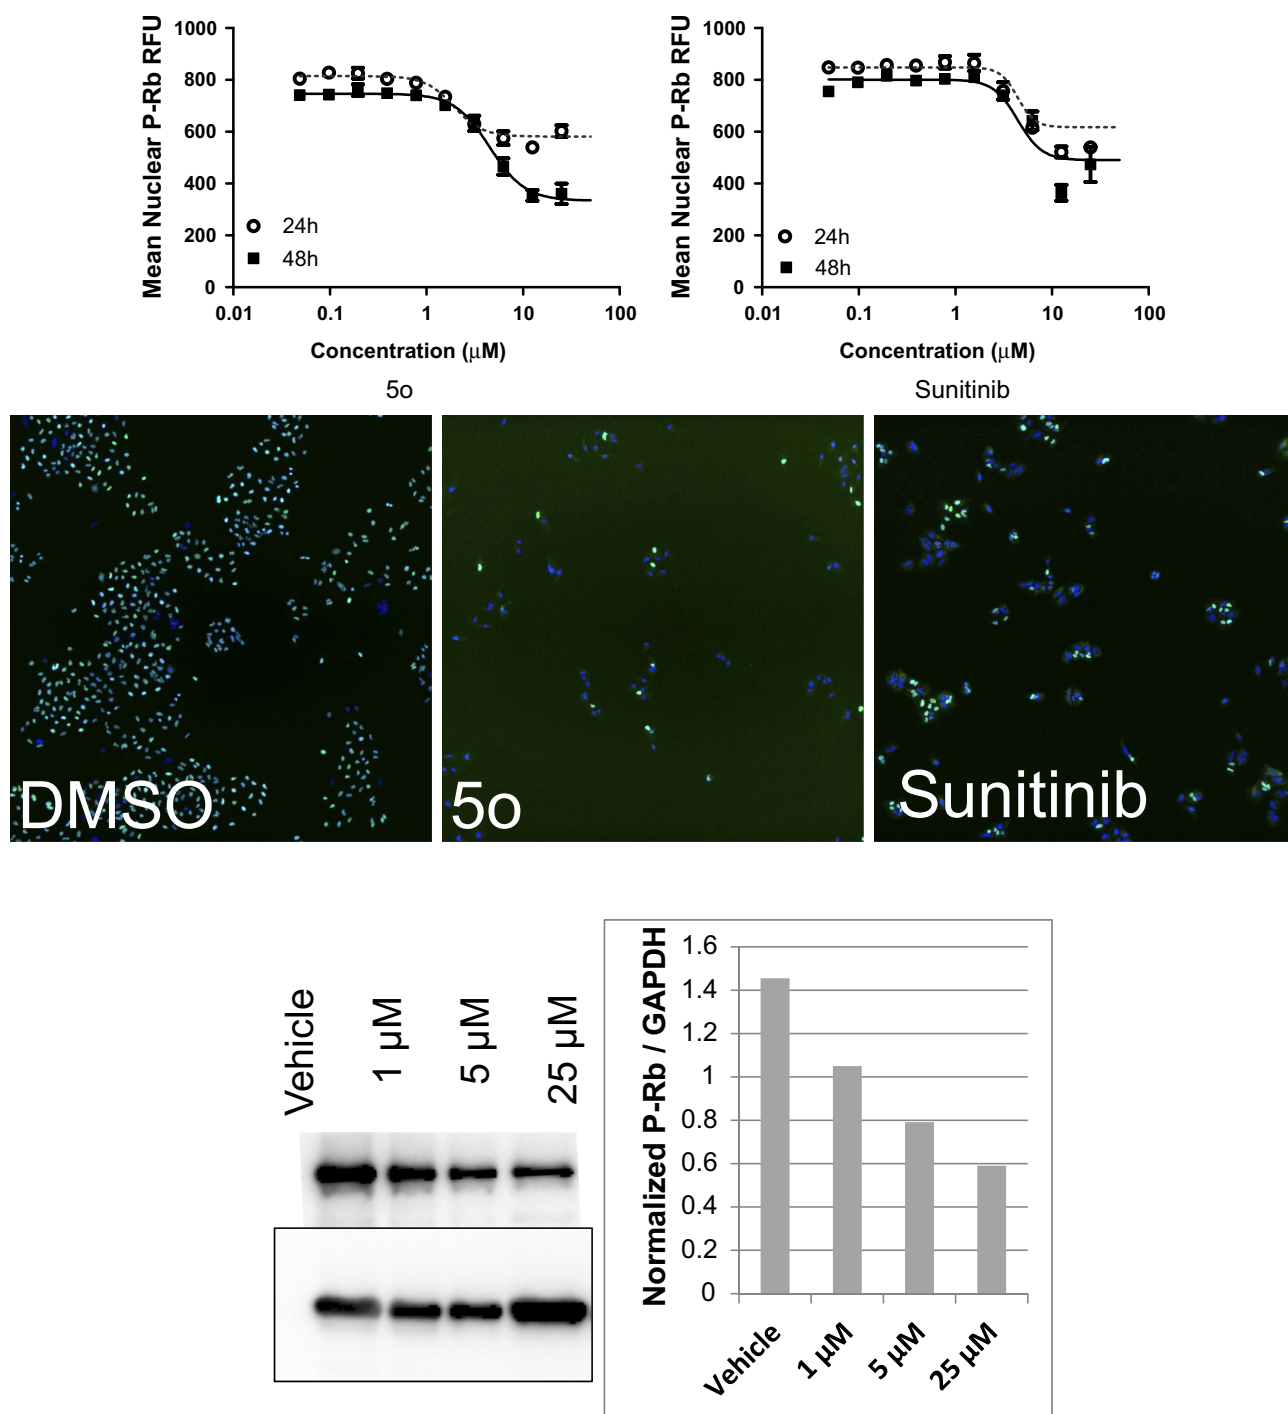 Mean Nuclear P-Rb RFU
1000
800
600
400
200
0
24h
48h
0.01 0.1 1 10 100
Concentration (µM)
5o
Mean Nuclear P-Rb RFU
1000
800
600
400
200
0
24h
48h
0.01 0.1 1 10 100
Concentration (µM)
Sunitinib
DMSO
5o
Sunitinib
Vehicle
1 µM
5 µM
25 µM
Normalized P-Rb / GAPDH
1.6
1.4
1.2
1
0.8
0.6
0.4
0.2
0
Vehicle
1 µM
5 µM
25 µM